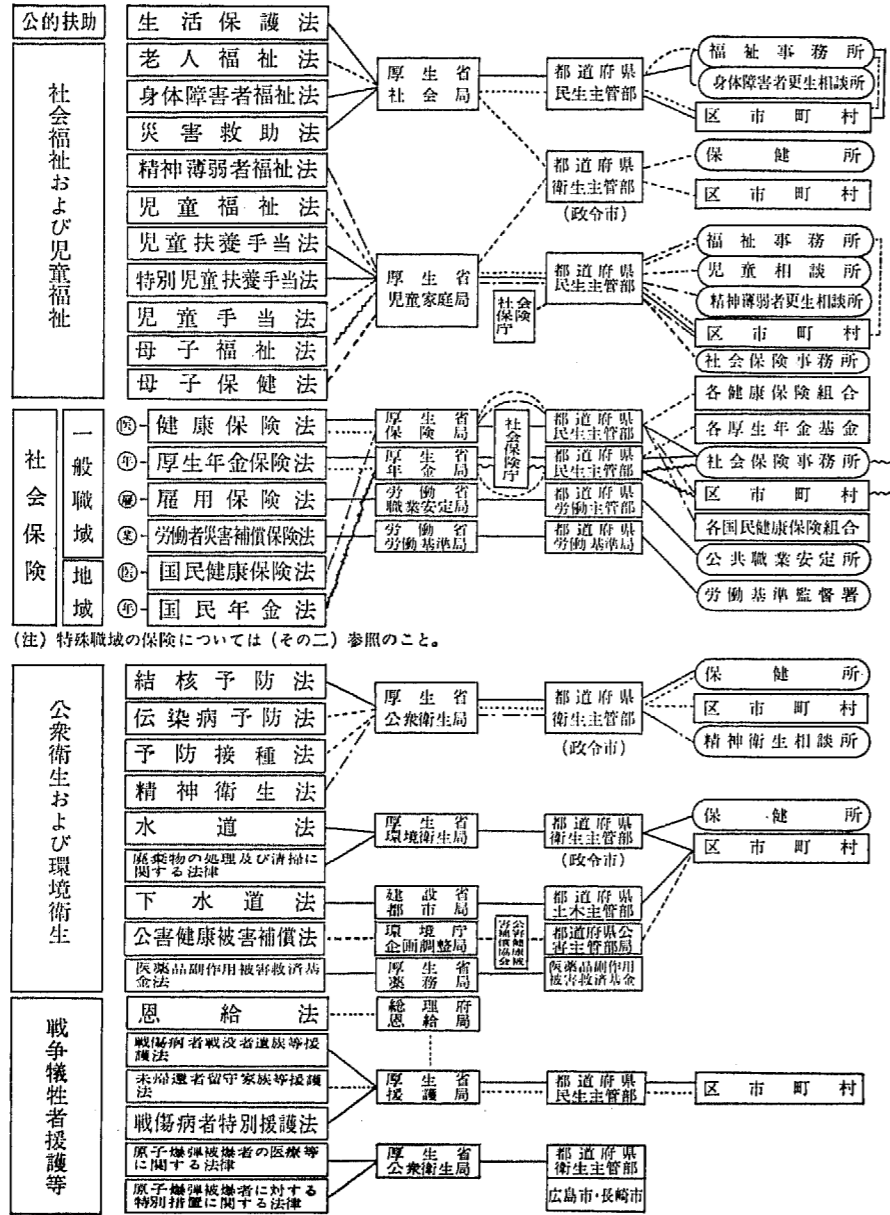 公的扶助
生活保護法
社会福祉および児童福祉
老人福祉法
身体障害者福祉法
災害救助法
精神薄弱者福祉法
児童福祉法
児童扶養手当法
特別児童扶養手当法
児童手当法
母子福祉法
母子保健法
厚生省
社会局
厚生省
児童家庭局
都道府県
民生主管部
都道府県
衛生主管部
(政令市)
社会保険庁
都道府県
民生主管部
福祉事務所
身体障害者更生相談所
区市町村
保健所
区市町村
福祉事務所
児童相談所
精神薄弱者更生相談所
区市町村
社会保険事務所
社会保険
一般職域
地域
医 健康保険法
年 厚生年金保険法
雇 雇用保険法
業 労働者災害補償保険法
医 国民健康保険法
年 国民年金法
厚生省
保険局
厚生省
年金局
労働省
職業安定局
労働省
労働基準局
社会保険庁
都道府県
民生主管部
都道府県
民生主管部
都道府県
労働主管部
都道府県
労働基準局
各健康保険組合
各厚生年金基金
社会保険事務所
区市町村
各国民健康保険組合
公共職業安定所
労働基準監督署
(注) 特殊職域の保険については(その二)参照のこと。
公衆衛生および環境衛生
結核予防法
伝染病予防法
予防接種法
精神衛生法
水道法
廃棄物の処理及び清掃に
関する法律
下水道法
公害健康被害補償法
医薬品副作用被害救済基
金法
厚生省
公衆衛生局
厚生省
環境衛生局
建設省
都市局
環境庁
企画調整局
厚生省
薬務局
公害健康被
害補償協会
都道府県
衛生主管部
(政令市)
都道府県
衛生主管部
(政令市)
都道府県
土木主管部
都道府県公
害主管部局
医薬品副作用
被害救済基金
保健所
区市町村
精神衛生相談所
保健所
区市町村
戦争犠牲者援護等
恩給法
戦傷病者戦没者遺族等援
護法
未帰還者留守家族等援護
法
戦傷病者特別援護法
原子爆弾被爆者の医療等
に関する法律
原子爆弾被爆者に対する
特別措置に関する法律
総理府
恩給局
厚生省
援護局
厚生省
公衆衛生局
都道府県
民生主管部
都道府県
衛生主管部
広島市・長崎市
区市町村